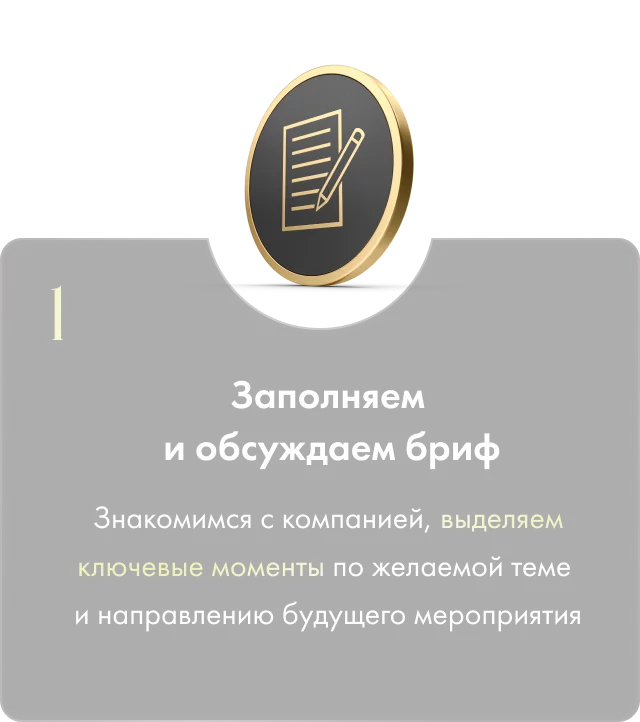 1
Заполняем
и обсуждаем бриф
Знакомимся с компанией, выделяем
ключевые моменты по желаемой теме
и направлению будущего мероприятия